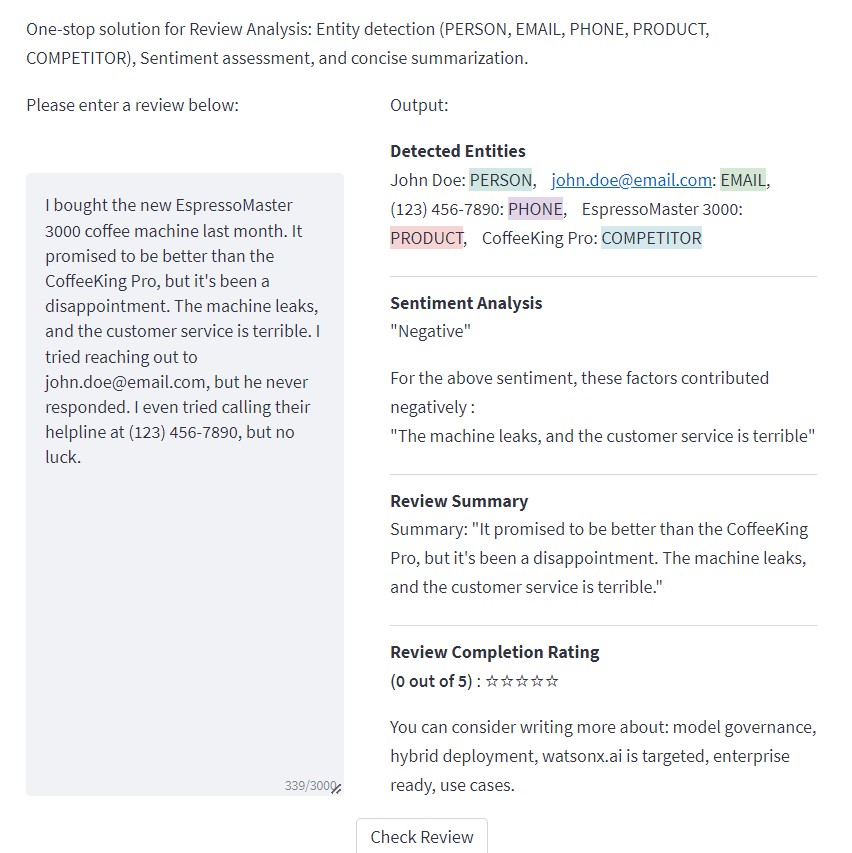 One-stop solution for Review Analysis: Entity detection (PERSON, EMAIL, PHONE, PRODUCT,
COMPETITOR), Sentiment assessment, and concise summarization.
Please enter a review below:
I bought the new EspressoMaster
3000 coffee machine last month. It
promised to be better than the
CoffeeKing Pro, but it's been a
disappointment. The machine leaks,
and the customer service is terrible. I
tried reaching out to
john.doe@email.com, but he never
responded. I even tried calling their
helpline at (123) 456-7890, but no
luck.
339/3000
Output:
Detected Entities
John Doe: PERSON, john.doe@email.com: EMAIL,
(123) 456-7890: PHONE, EspressoMaster 3000:
PRODUCT, CoffeeKing Pro: COMPETITOR
Sentiment Analysis
"Negative"
For the above sentiment, these factors contributed
negatively :
"The machine leaks, and the customer service is terrible"
Review Summary
Summary: "It promised to be better than the CoffeeKing
Pro, but it's been a disappointment. The machine leaks,
and the customer service is terrible."
Review Completion Rating
(0 out of 5) : ☆☆☆☆☆
You can consider writing more about: model governance,
hybrid deployment, watsonx.ai is targeted, enterprise
ready, use cases.
Check Review